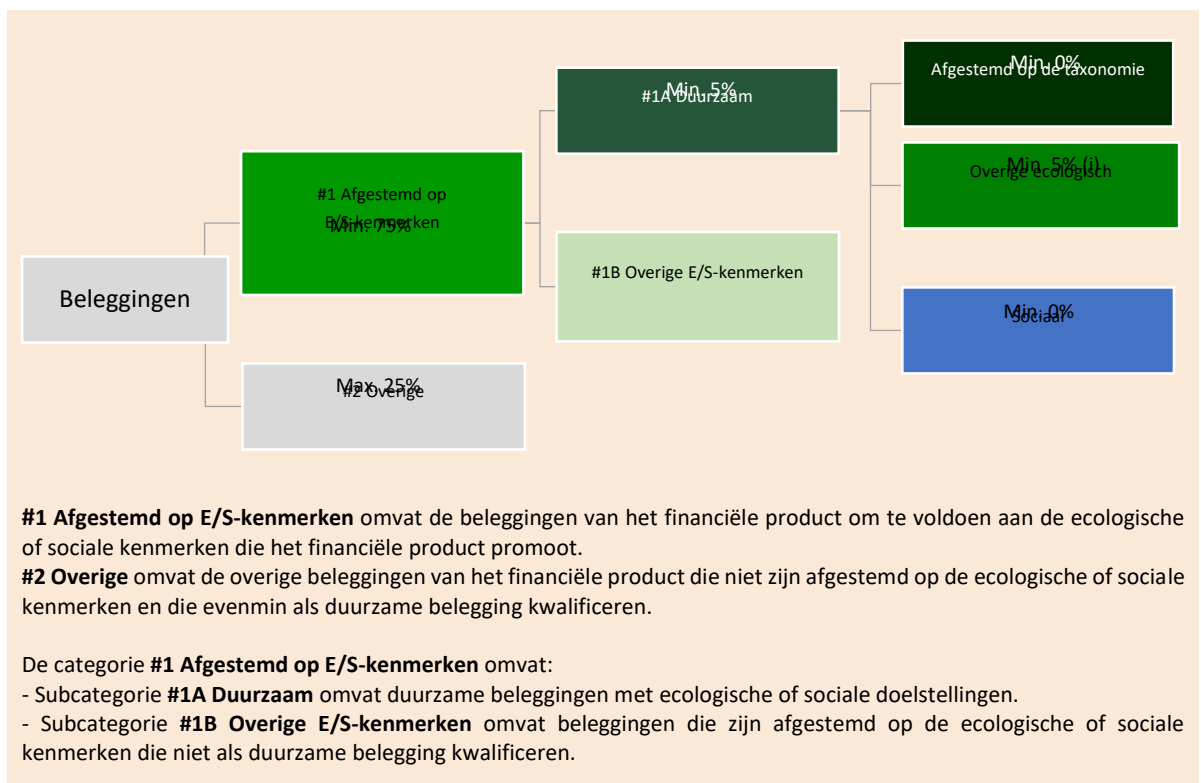 Beleggingen
#1 Afgestemd op
E/S-kenmerken
Min. 75%
Max. 25%
#2 Overige
Min. 5%
#1A Duurzaam
#1B Overige E/S-kenmerken
Min. 0%
Afgestemd op de taxonomie
Min. 5% (i)
Overige ecologisch
Min. 0%
Sociaal
#1 Afgestemd op E/S-kenmerken omvat de beleggingen van het financiële product om te voldoen aan de ecologische
of sociale kenmerken die het financiële product promoot.
#2 Overige omvat de overige beleggingen van het financiële product die niet zijn afgestemd op de ecologische of sociale
kenmerken en die evenmin als duurzame belegging kwalificeren.
De categorie #1 Afgestemd op E/S-kenmerken omvat:
- Subcategorie #1A Duurzaam omvat duurzame beleggingen met ecologische of sociale doelstellingen.
- Subcategorie #1B Overige E/S-kenmerken omvat beleggingen die zijn afgestemd op de ecologische of sociale
kenmerken die niet als duurzame belegging kwalificeren.